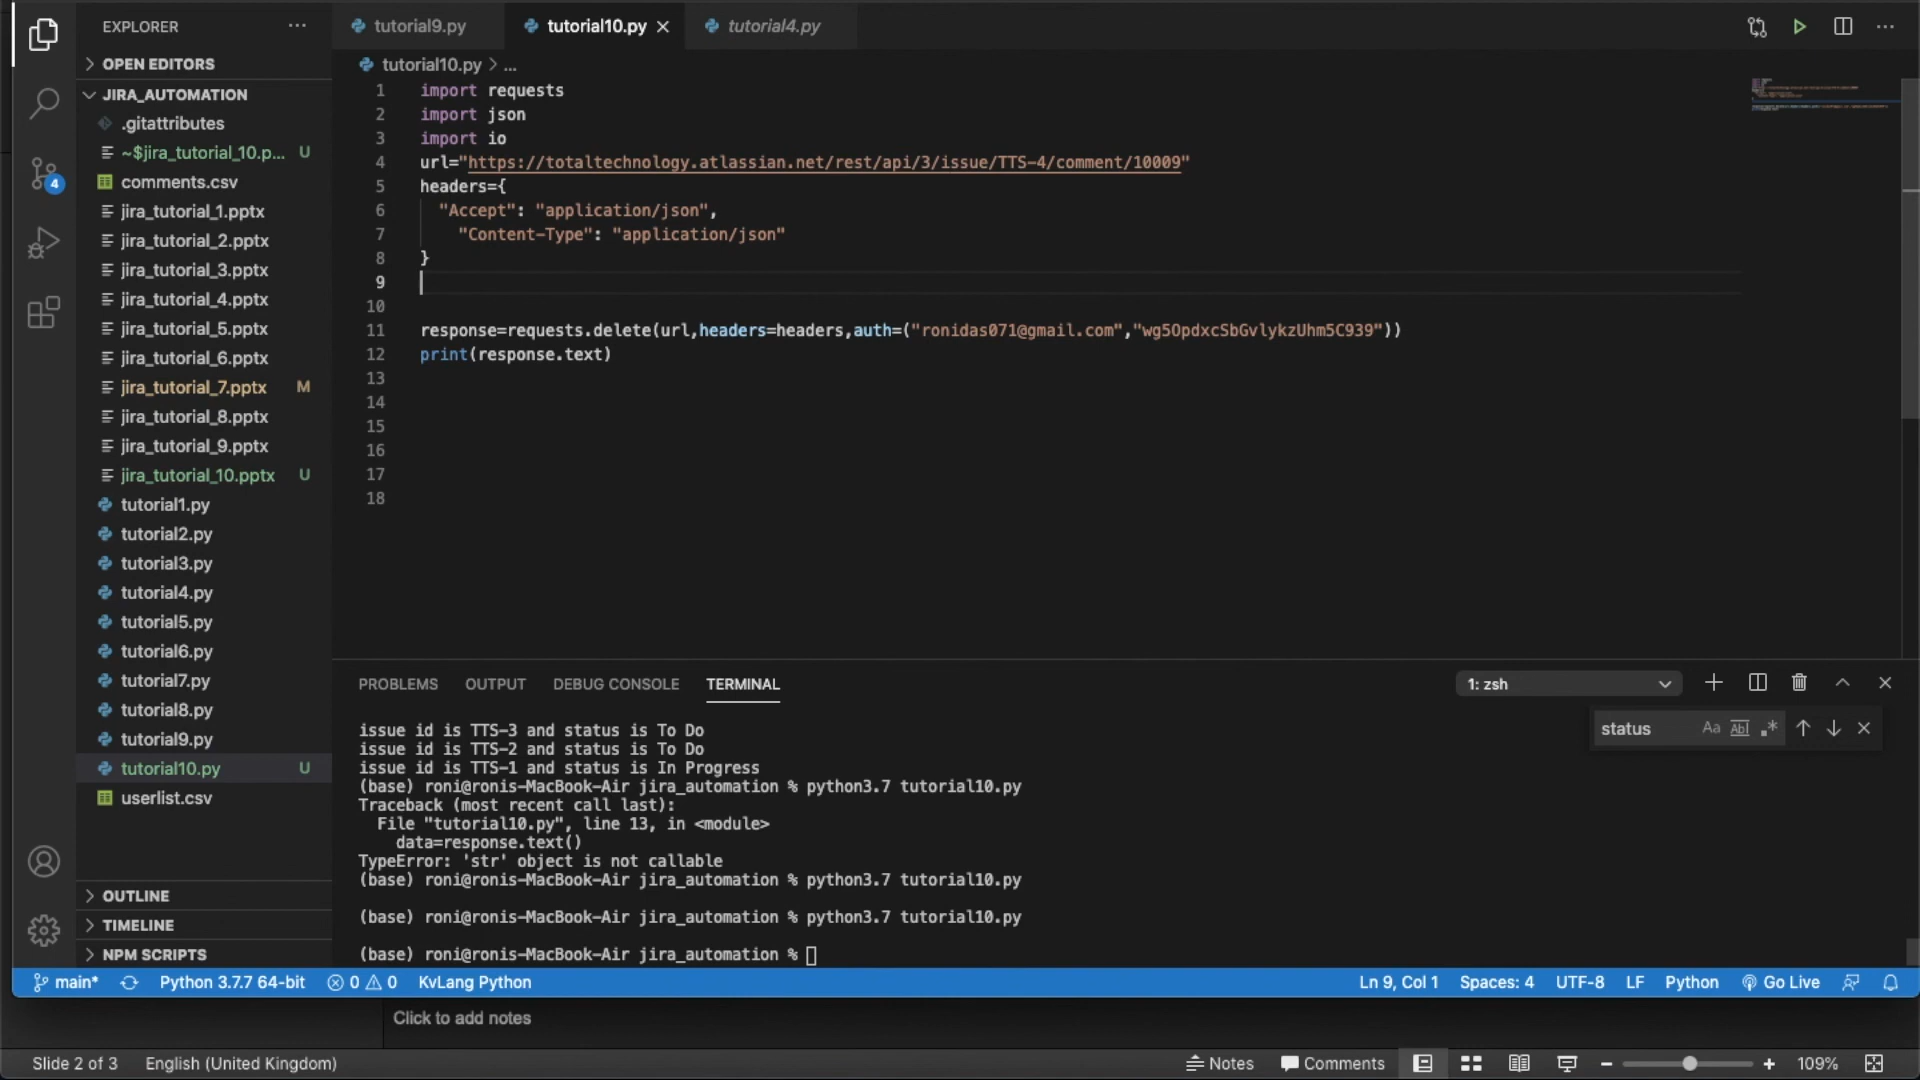 EXPLORER
tutorial9.py
tutorial10.py
tutorial4.py
OPEN EDITORS
tutorial10.py > ...
JIRA_AUTOMATION
.gitattributes
~$jira_tutorial_10.p... U
comments.csv
jira_tutorial_1.pptx
jira_tutorial_2.pptx
jira_tutorial_3.pptx
jira_tutorial_4.pptx
jira_tutorial_5.pptx
jira_tutorial_6.pptx
jira_tutorial_7.pptx M
jira_tutorial_8.pptx
jira_tutorial_9.pptx
jira_tutorial_10.pptx U
tutorial1.py
tutorial2.py
tutorial3.py
tutorial4.py
tutorial5.py
tutorial6.py
tutorial7.py
tutorial8.py
tutorial9.py
tutorial10.py U
userlist.csv
OUTLINE
TIMELINE
NPM SCRIPTS
4
1 import requests
2 import json
3 import io
4 url="https://totaltechnology.atlassian.net/rest/api/3/issue/TTS-4/comment/10009"
5 headers={
6 "Accept": "application/json",
7 "Content-Type": "application/json"
8 }
9
10
11 response=requests.delete(url,headers=headers,auth=("ronidas071@gmail.com","wg5OpdxcSbGvlykzUhm5C939"))
12 print(response.text)
13
14
15
16
17
18
PROBLEMS OUTPUT DEBUG CONSOLE TERMINAL 1: zsh
status Aa Abl .*
issue id is TTS-3 and status is To Do
issue id is TTS-2 and status is To Do
issue id is TTS-1 and status is In Progress
(base) roni@ronis-MacBook-Air jira_automation % python3.7 tutorial10.py
Traceback (most recent call last):
File "tutorial10.py", line 13, in <module>
data=response.text()
TypeError: 'str' object is not callable
(base) roni@ronis-MacBook-Air jira_automation % python3.7 tutorial10.py
(base) roni@ronis-MacBook-Air jira_automation % python3.7 tutorial10.py
(base) roni@ronis-MacBook-Air jira_automation %
main* Python 3.7.7 64-bit 0 0 KvLang Python Ln 9, Col 1 Spaces: 4 UTF-8 LF Python Go Live
Click to add notes
Slide 2 of 3 English (United Kingdom) Notes Comments 109%